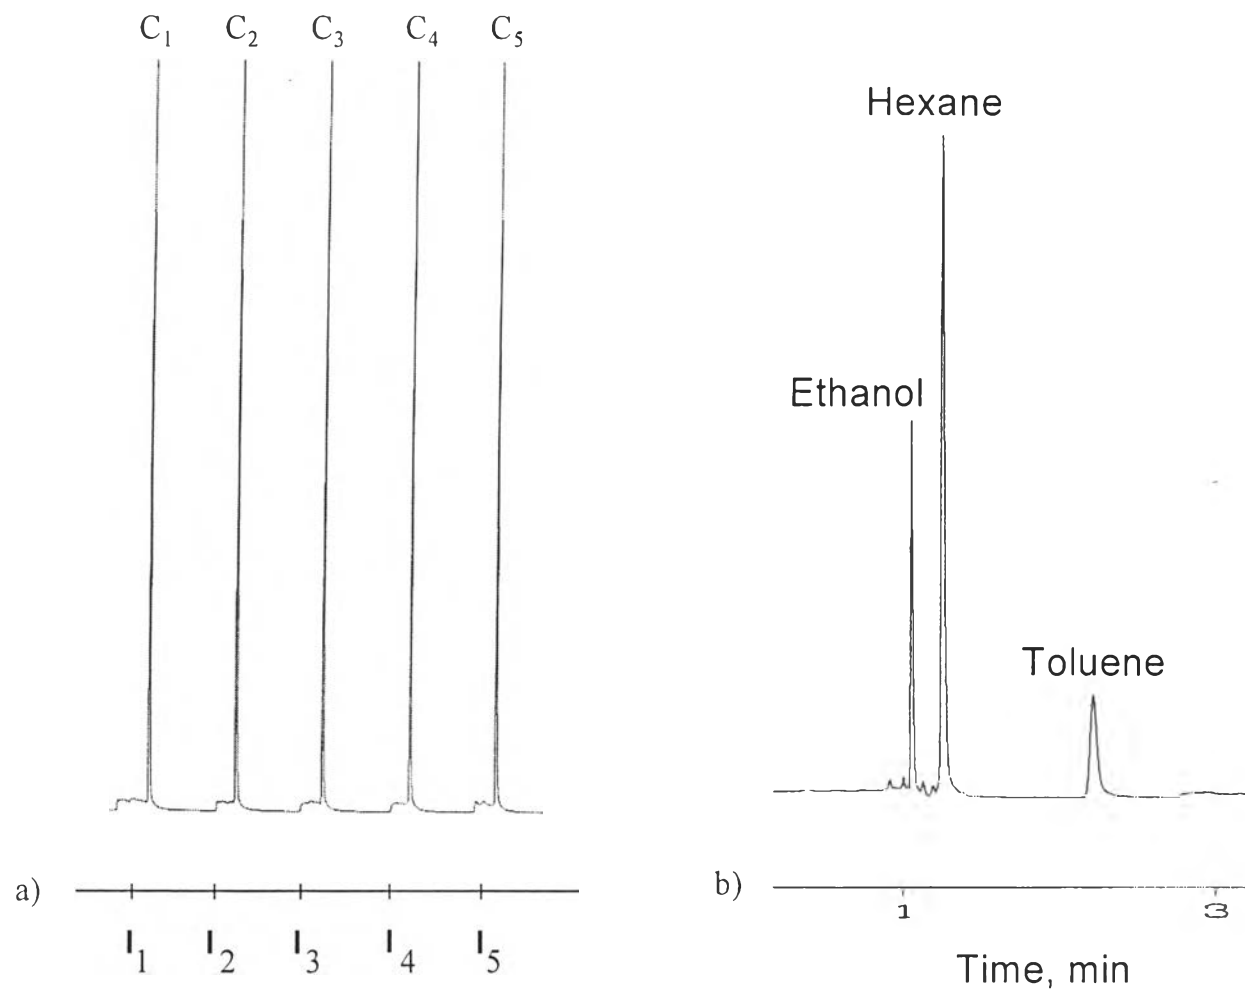 C₁ C₂ C₃ C₄ C₅
a)
I₁ I₂ I₃ I₄ I₅
Hexane
Ethanol
Toluene
b)
1 3
Time, min